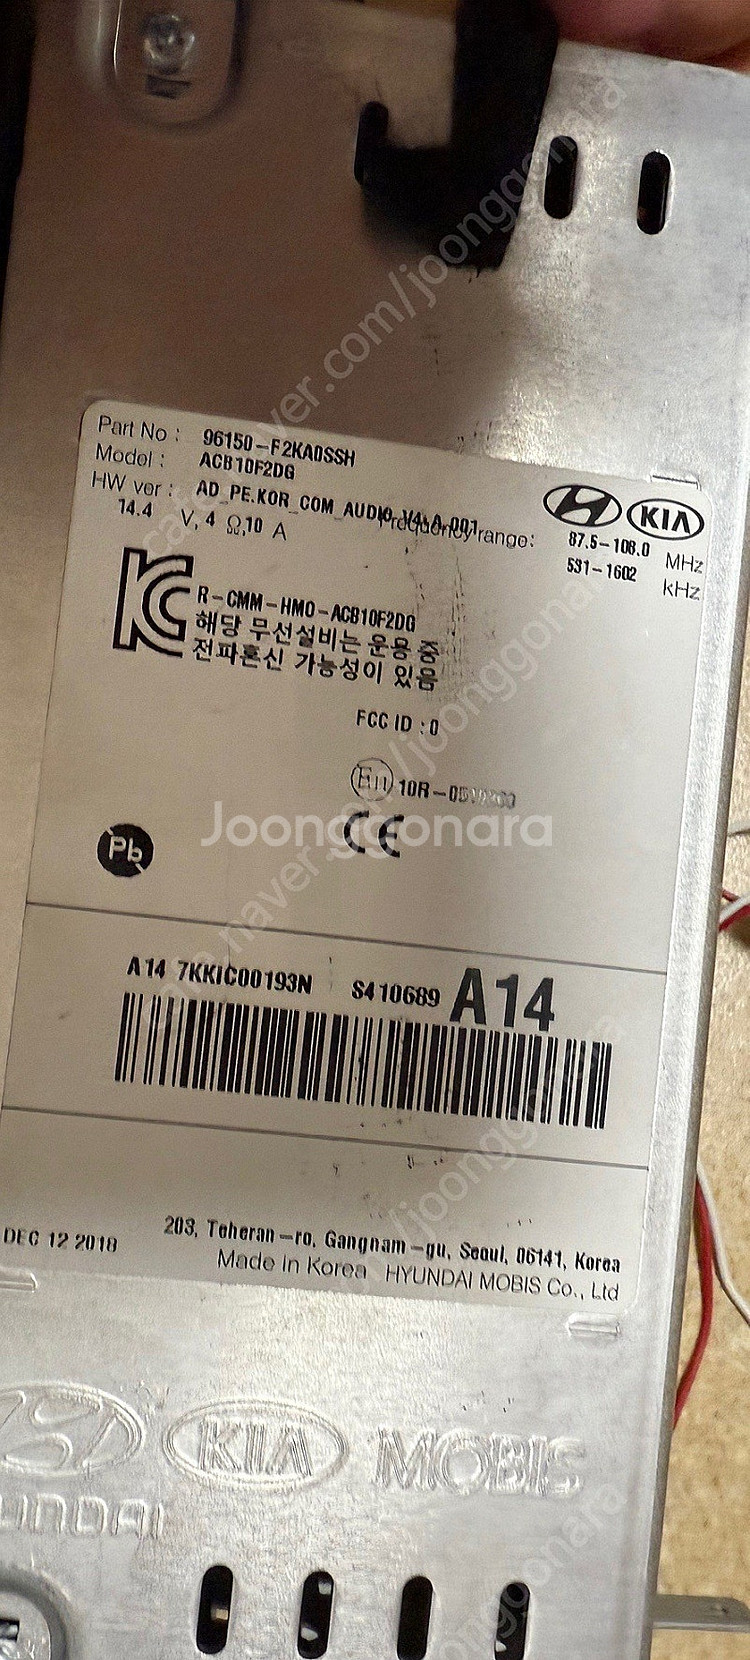 Part No : 96150-F2KA0SSH
Model : ACB10F2DG
HW ver : AD_PE.KOR_COM_AUDIO_V4.A.001
14.4 V, 4 Ω,10 A
Frequency range: 87.5-108.0 MHz
531-1602 kHz
KIA
R-CMM-HMO-ACB10F2DG
해당 무선설비는 운용 중
전파혼신 가능성이 있음
FCC ID : 0
E11 10R-05
CE
Pb
Joonggonara
A14 7KKIC00193N S410689 A14
DEC 12 2018
203, Teheran-ro, Gangnam-gu, Seoul, 06141, Korea
Made in Korea HYUNDAI MOBIS Co., Ltd
KIA MOBIS
HYUNDAI
cafe.naver.com/joonggonara